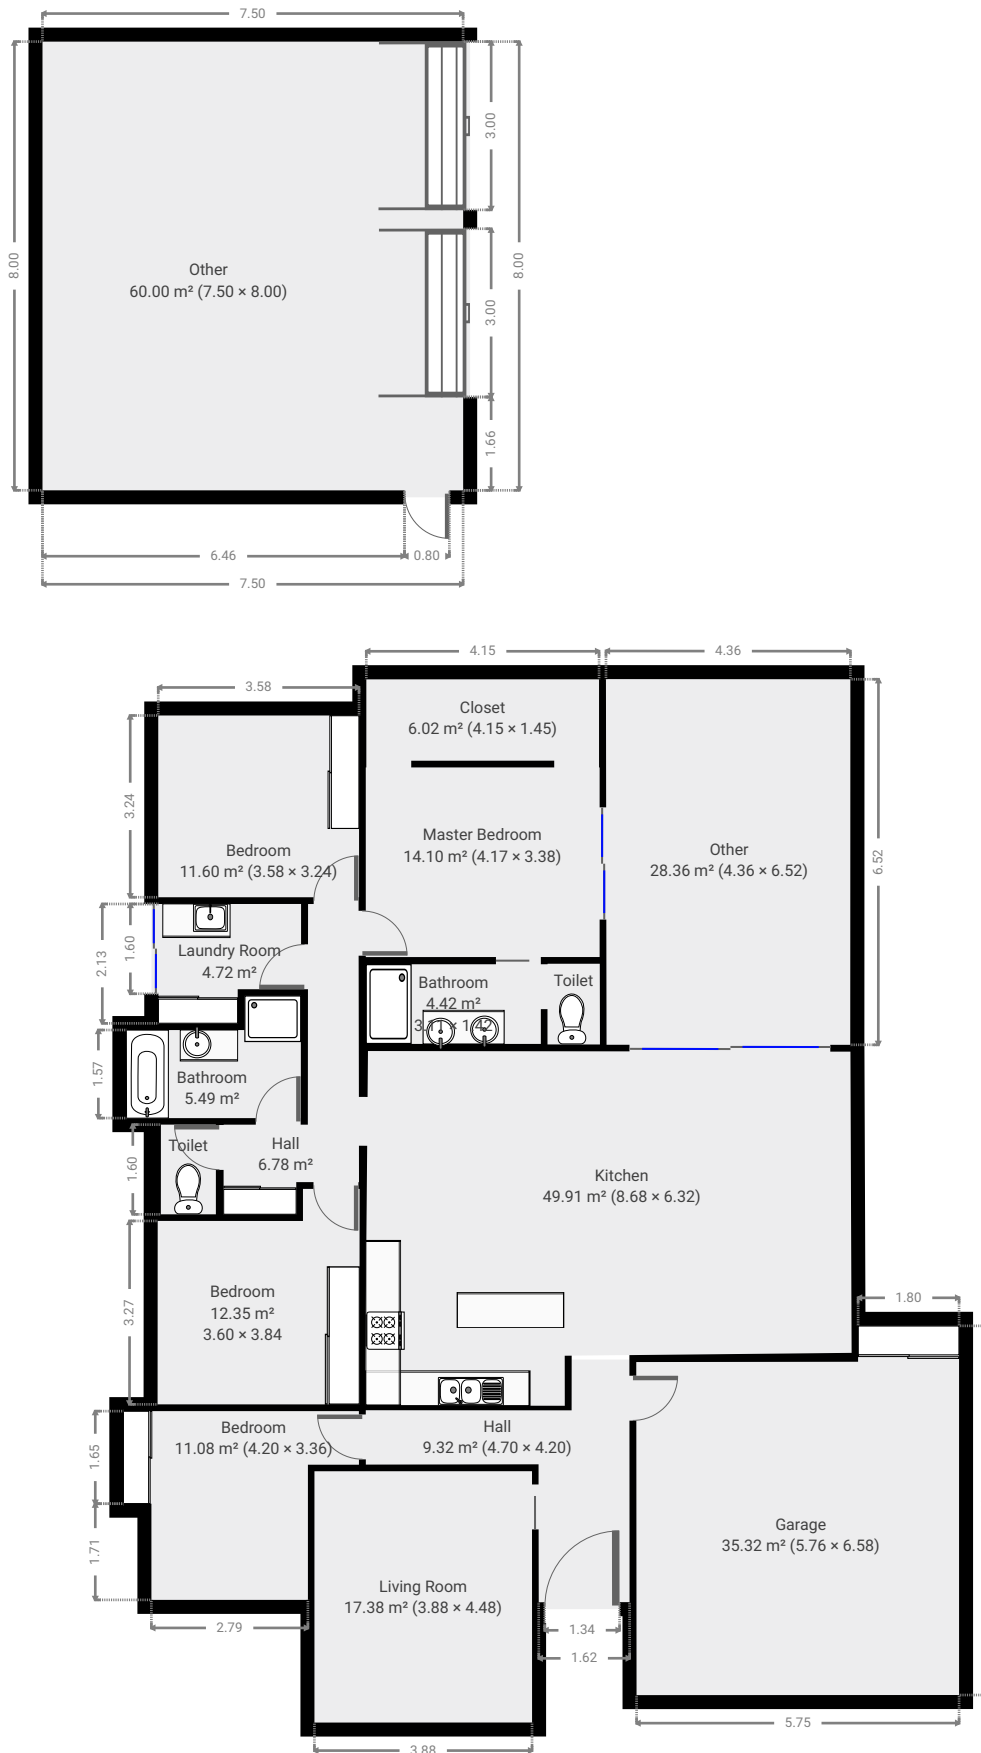 7.50
8.00
3.00
3.00
8.00
Other
60.00 m² (7.50 × 8.00)
1.66
6.46
0.80
7.50
4.15
4.36
3.58
Closet
6.02 m² (4.15 × 1.45)
3.24
Master Bedroom
14.10 m² (4.17 × 3.38)
Bedroom
11.60 m² (3.58 × 3.24)
Other
28.36 m² (4.36 × 6.52)
6.52
2.13
1.60
Laundry Room
4.72 m²
Bathroom
4.42 m²
3.11 × 1.42
Toilet
1.57
Bathroom
5.49 m²
Toilet
Hall
6.78 m²
1.60
Kitchen
49.91 m² (8.68 × 6.32)
3.27
Bedroom
12.35 m²
3.60 × 3.84
1.80
Bedroom
11.08 m² (4.20 × 3.36)
Hall
9.32 m² (4.70 × 4.20)
1.65
1.71
Garage
35.32 m² (5.76 × 6.58)
Living Room
17.38 m² (3.88 × 4.48)
2.79
1.34
1.62
5.75
3.88